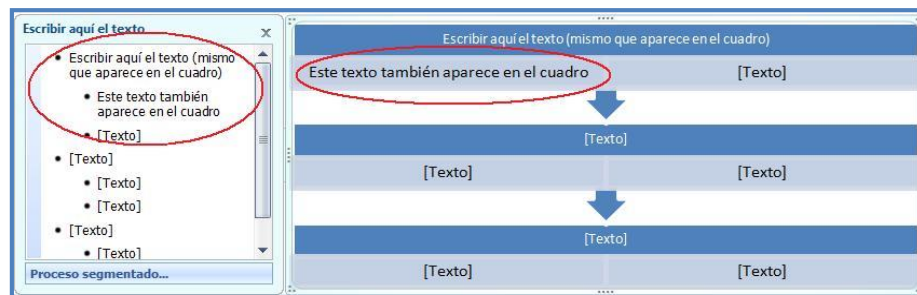 Escribir aquí el texto x
• Escribir aquí el texto (mismo
que aparece en el cuadro)
• Este texto también
aparece en el cuadro
• [Texto]
• [Texto]
• [Texto]
• [Texto]
• [Texto]
• [Texto]
Proceso segmentado...
Escribir aquí el texto (mismo que aparece en el cuadro)
Este texto también aparece en el cuadro [Texto]
[Texto]
[Texto] [Texto]
[Texto]
[Texto] [Texto]